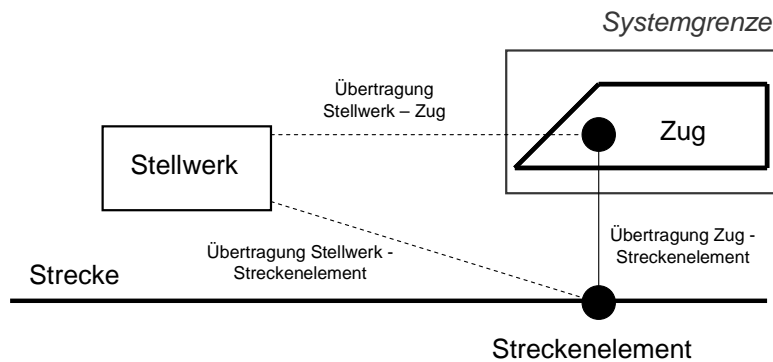 Systemgrenze
Übertragung
Stellwerk – Zug
Zug
Stellwerk
Übertragung Zug -
Streckenelement
Übertragung Stellwerk -
Streckenelement
Strecke
Streckenelement